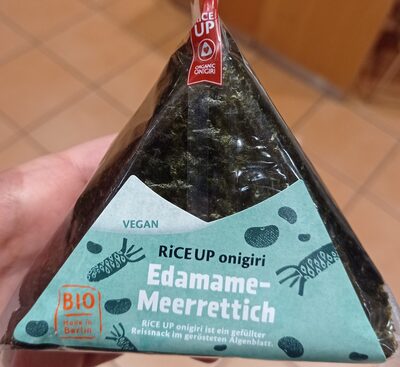 RiCE
UP
ORGANIC
ONIGIRI
VEGAN
RiCE UP onigiri
Edamame-
Meerrettich
BIO
Made in
Berlin
RiCE UP onigiri ist ein gefüllter
Reissnack im gerösteten Algenblatt.